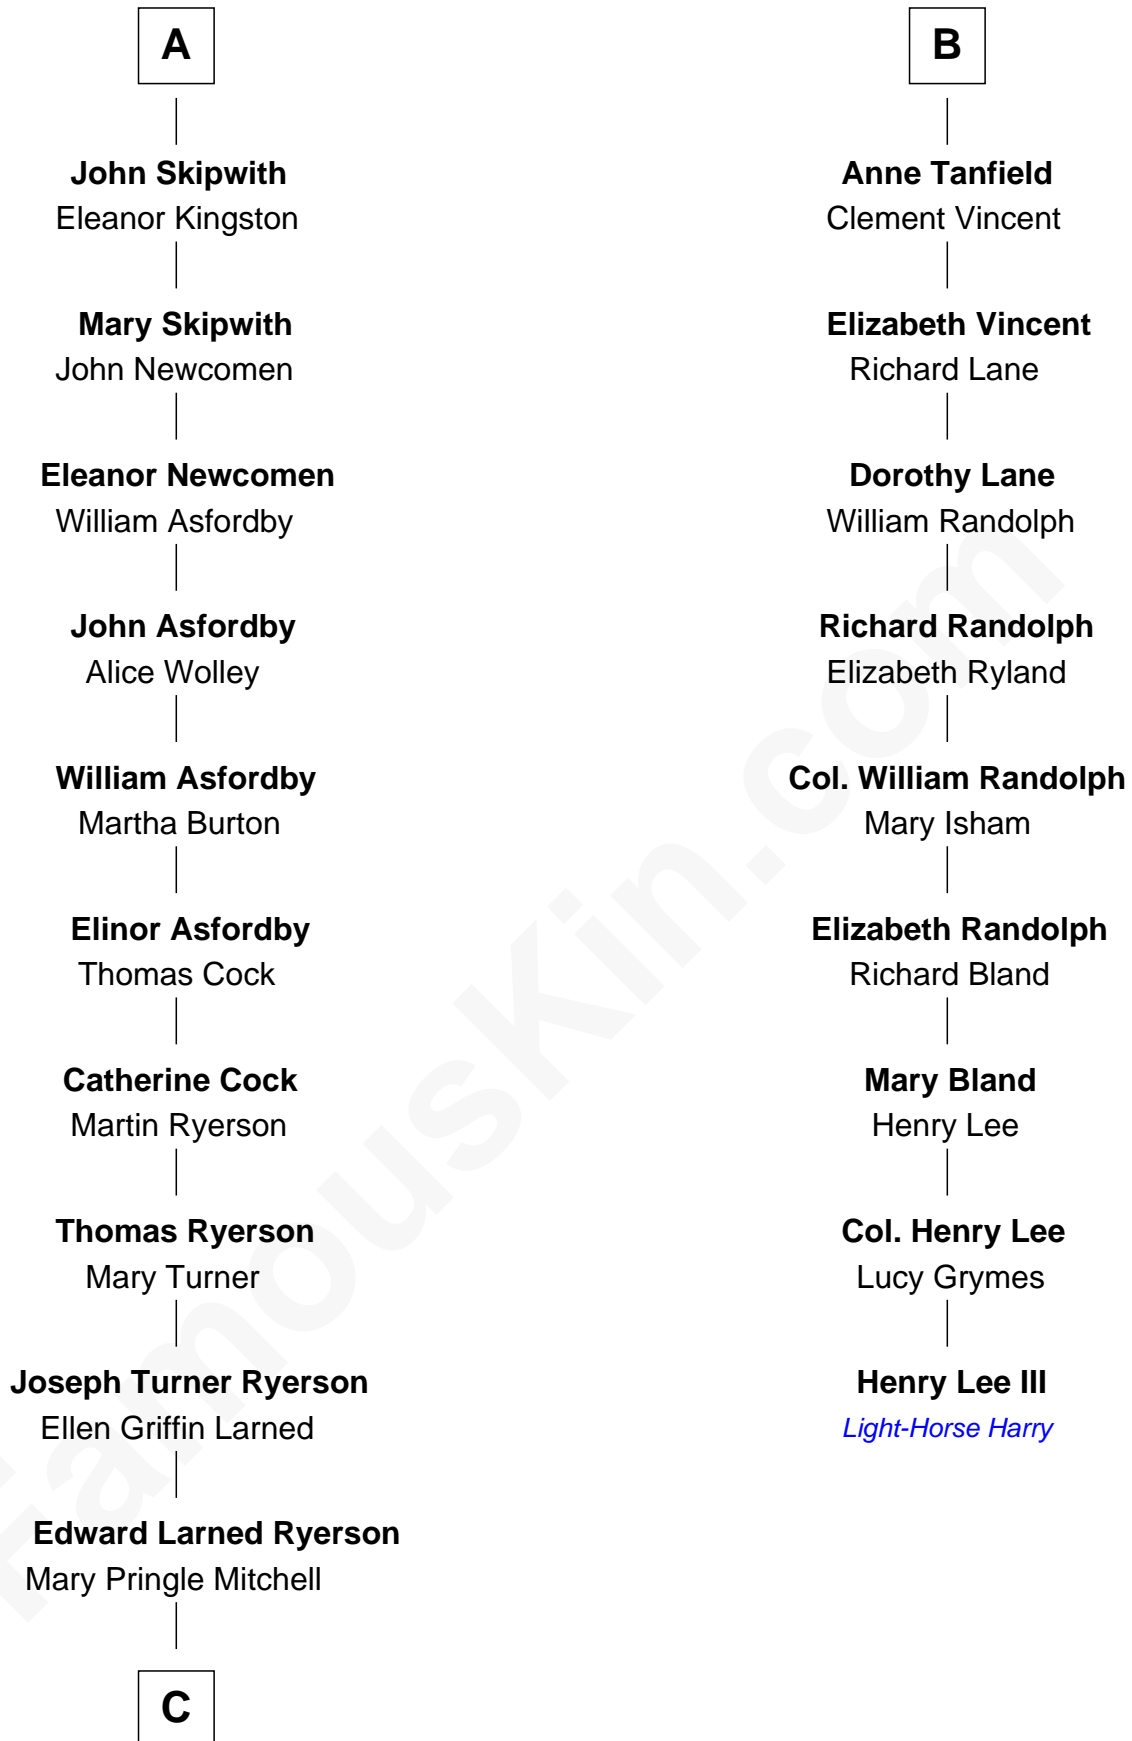 A
John Skipwith
Eleanor Kingston
Mary Skipwith
John Newcomen
Eleanor Newcomen
William Asfordby
John Asfordby
Alice Wolley
William Asfordby
Martha Burton
Elinor Asfordby
Thomas Cock
Catherine Cock
Martin Ryerson
Thomas Ryerson
Mary Turner
Joseph Turner Ryerson
Ellen Griffin Larned
Edward Larned Ryerson
Mary Pringle Mitchell
C
B
Anne Tanfield
Clement Vincent
Elizabeth Vincent
Richard Lane
Dorothy Lane
William Randolph
Richard Randolph
Elizabeth Ryland
Col. William Randolph
Mary Isham
Elizabeth Randolph
Richard Bland
Mary Bland
Henry Lee
Col. Henry Lee
Lucy Grymes
Henry Lee III
Light-Horse Harry
FamousKin.com